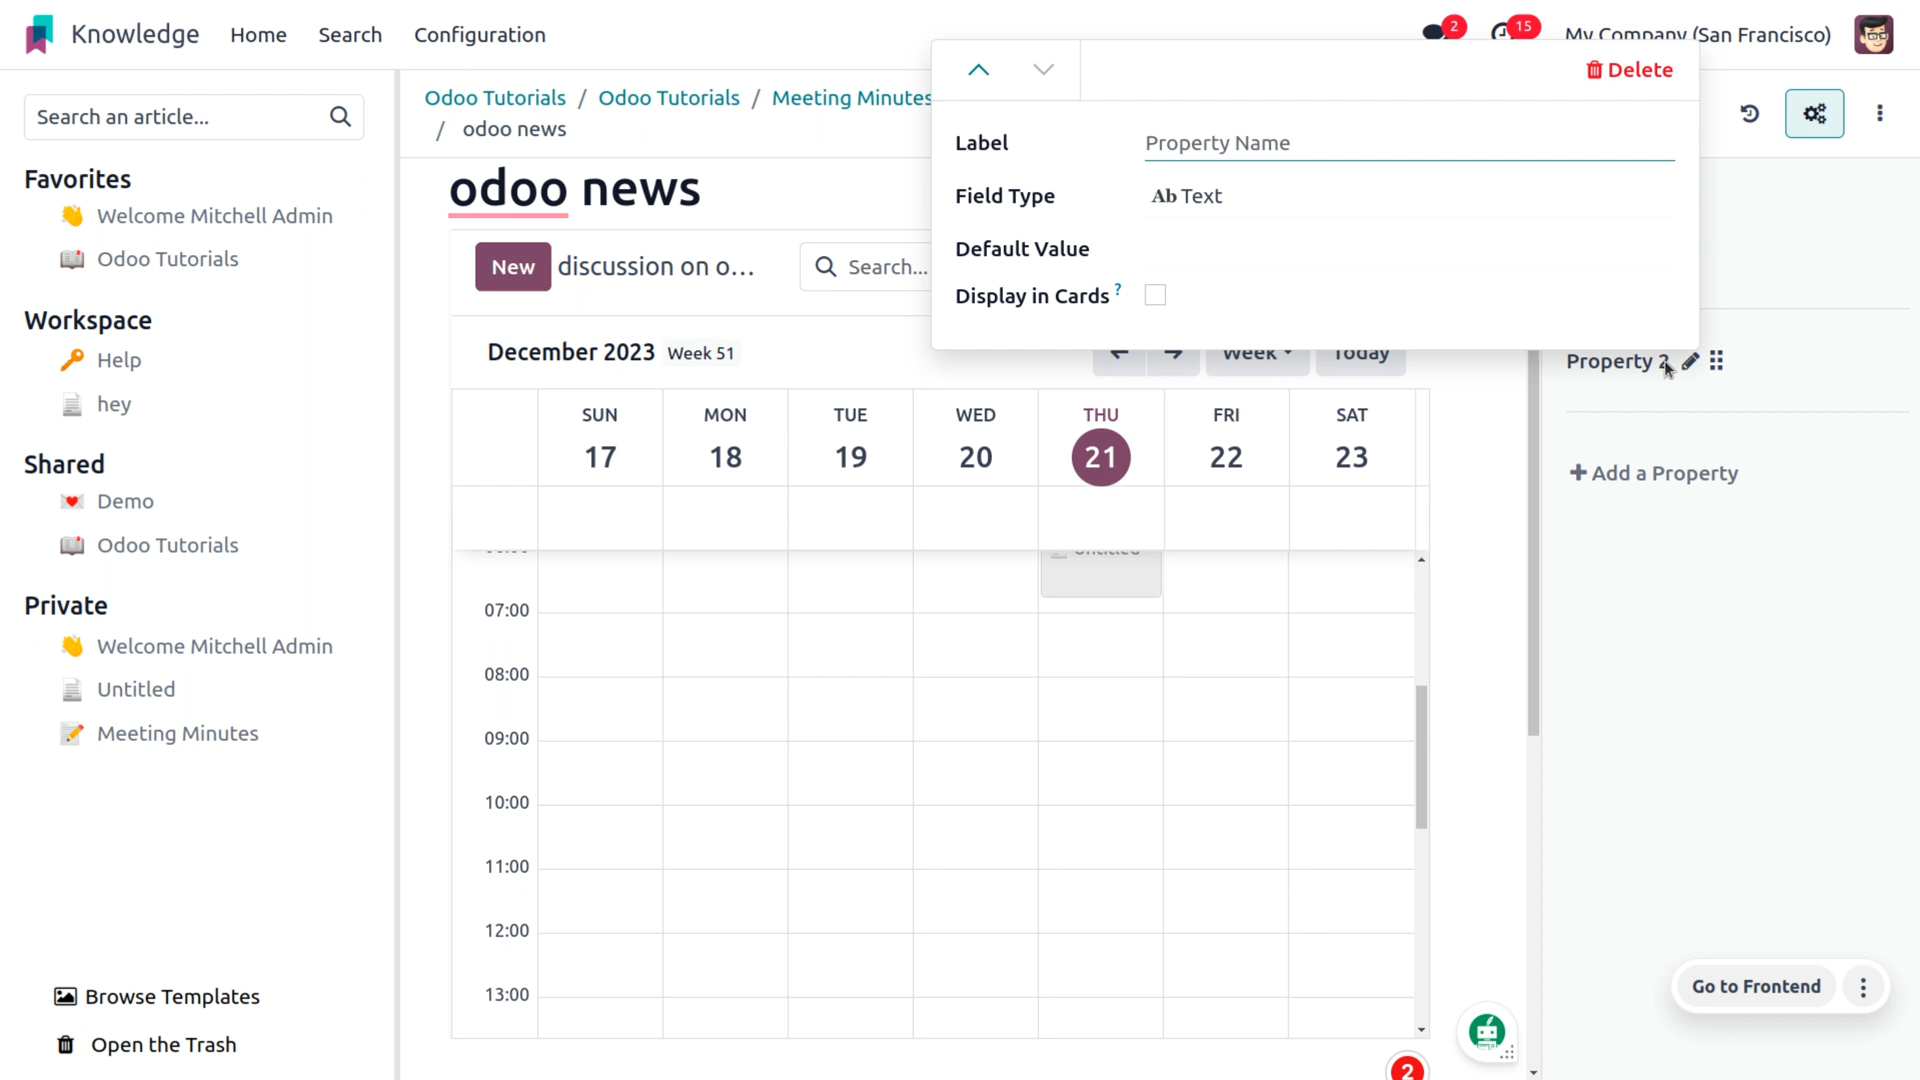 Knowledge Home Search Configuration
2 15 My Company (San Francisco)
Search an article...
Favorites
Welcome Mitchell Admin
Odoo Tutorials
Workspace
Help
hey
Shared
Demo
Odoo Tutorials
Private
Welcome Mitchell Admin
Untitled
Meeting Minutes
Browse Templates
Open the Trash
Odoo Tutorials / Odoo Tutorials / Meeting Minutes
/ odoo news
odoo news
New discussion on o... Search...
December 2023 Week 51
Week Today
SUN MON TUE WED THU FRI SAT
17 18 19 20 21 22 23
Untitled
07:00
08:00
09:00
10:00
11:00
12:00
13:00
Delete
Label Property Name
Field Type Ab Text
Default Value
Display in Cards ?
Property 2
Add a Property
Go to Frontend
2